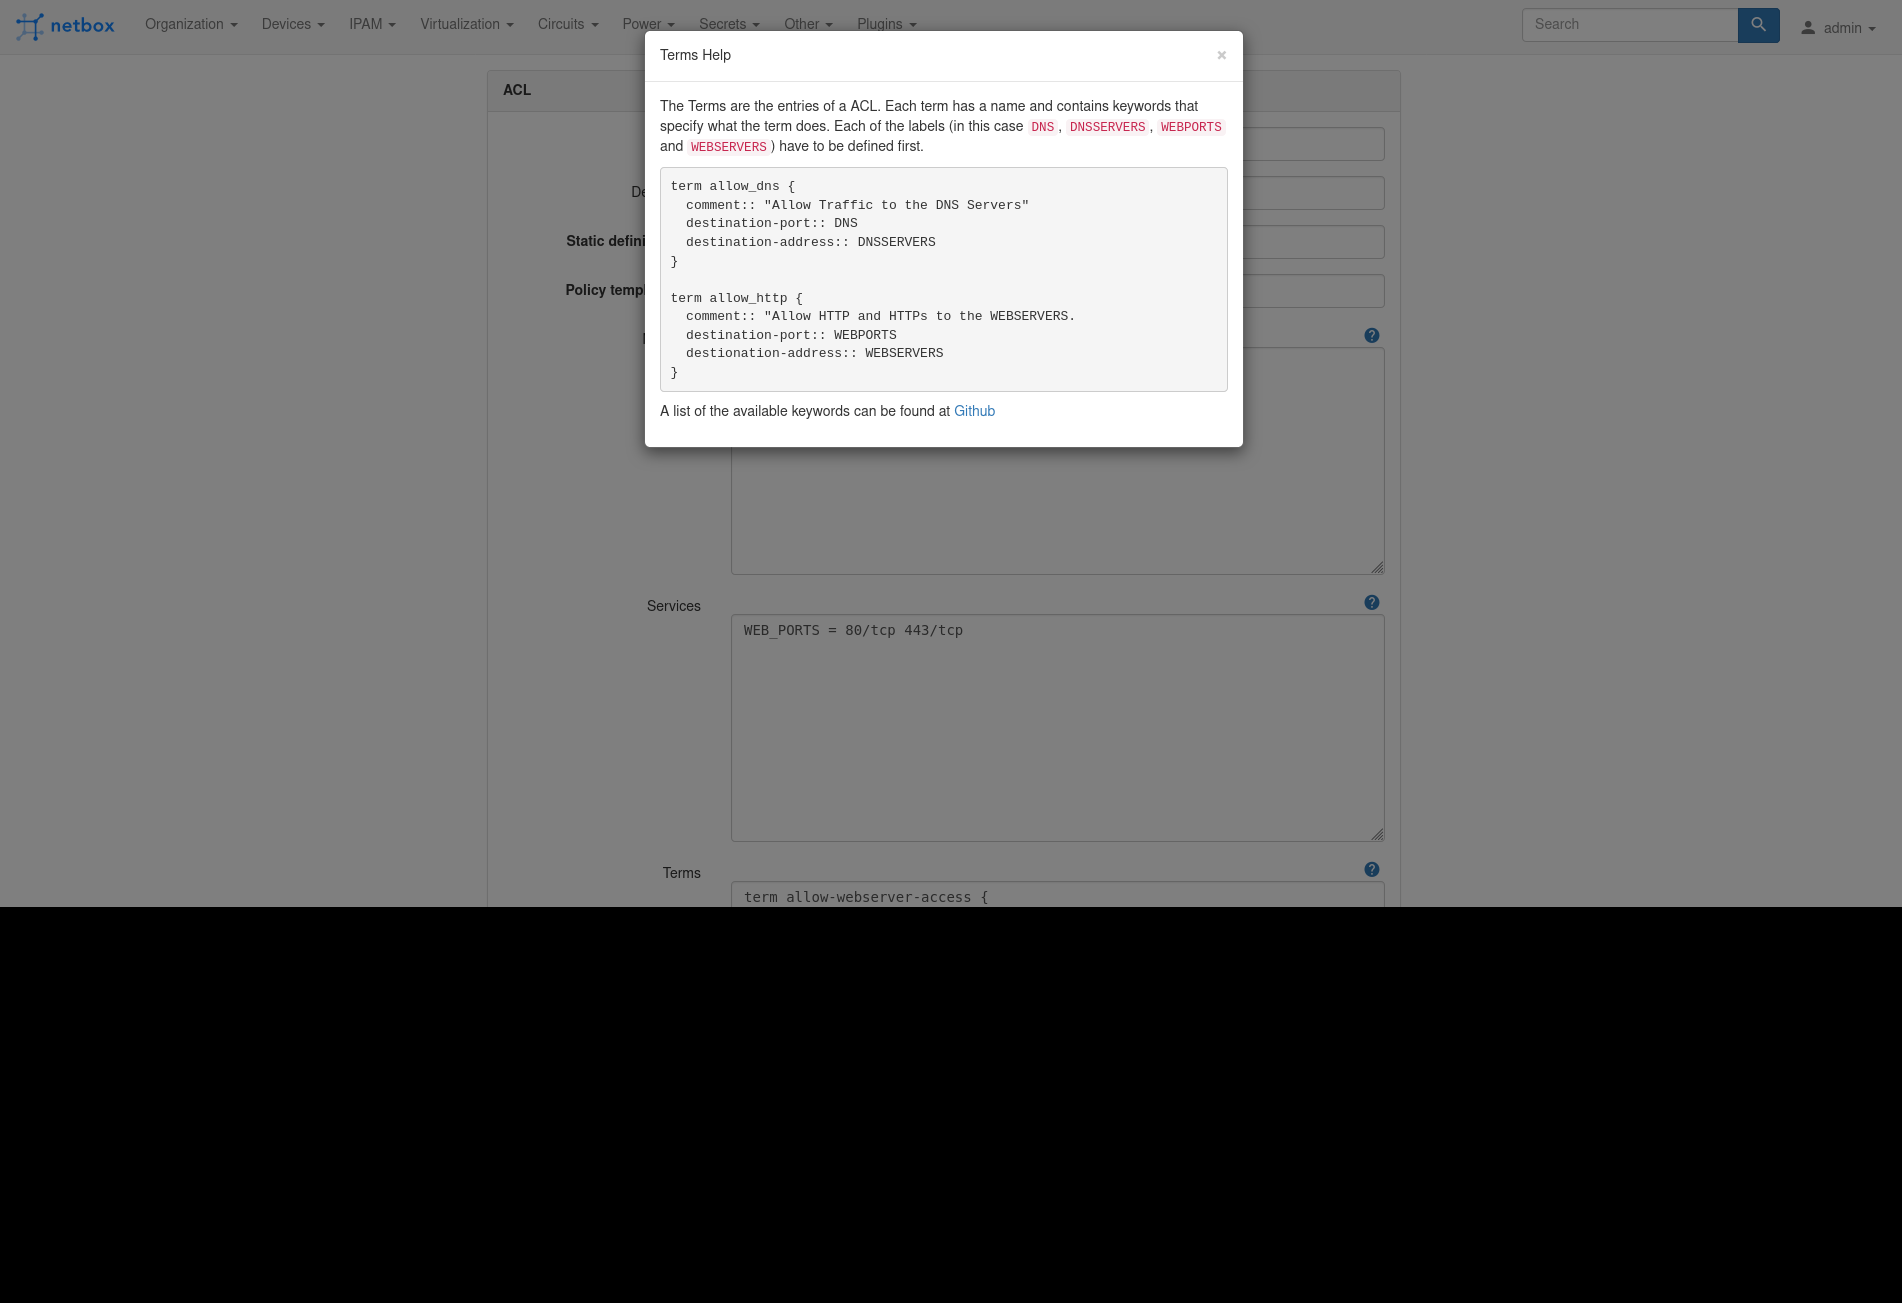 netbox Organization Devices IPAM Virtualization Circuits Power Secrets Other Plugins Search admin
Terms Help ×
ACL
The Terms are the entries of a ACL. Each term has a name and contains keywords that
specify what the term does. Each of the labels (in this case DNS, DNSSERVERS, WEBPORTS
and WEBSERVERS) have to be defined first.
term allow_dns {
comment:: "Allow Traffic to the DNS Servers"
destination-port:: DNS
destination-address:: DNSSERVERS
}
term allow_http {
comment:: "Allow HTTP and HTTPs to the WEBSERVERS.
destination-port:: WEBPORTS
destionation-address:: WEBSERVERS
}
A list of the available keywords can be found at Github
Static defini
Policy templ
Services
WEB_PORTS = 80/tcp 443/tcp
Terms
term allow-webserver-access {